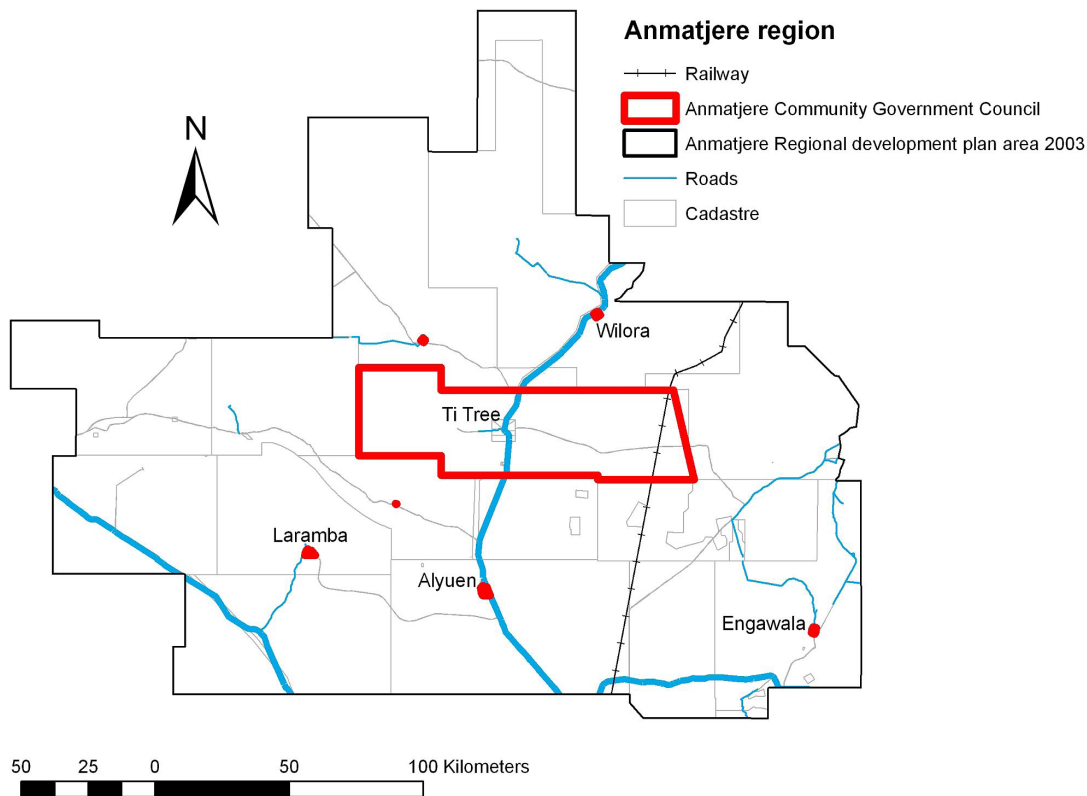 Anmatjere region
Railway
Anmatjere Community Government Council
Anmatjere Regional development plan area 2003
Roads
Cadastre
N
Wilora
Ti Tree
Laramba
Alyuen
Engawala
50 25 0 50 100 Kilometers